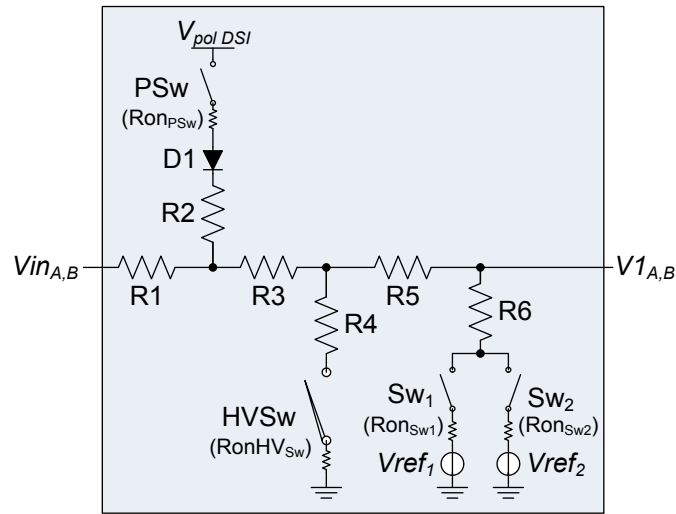 Vpol DSI
PSw
(RonPSw)
D1
R2
VinA,B
R1
R3
R5
V1A,B
R4
R6
HVSw
(RonHVSw)
Sw1
(RonSw1)
Sw2
(RonSw2)
Vref1
Vref2